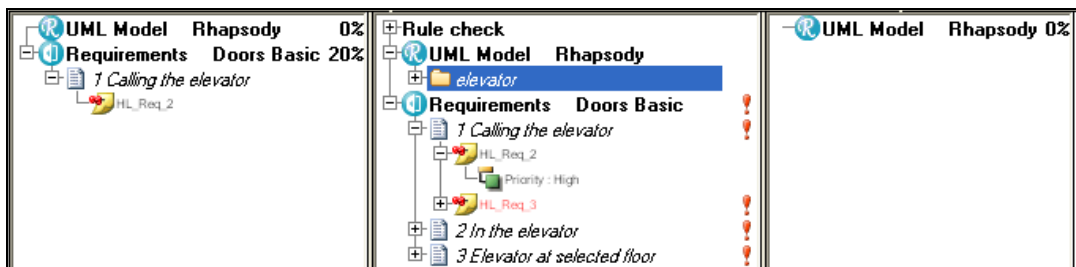 UML Model Rhapsody 0%
Requirements Doors Basic 20%
1 Calling the elevator
HL_Req_2
Rule check
UML Model Rhapsody
elevator
Requirements Doors Basic
1 Calling the elevator
HL_Req_2
Priority : High
HL_Req_3
2 In the elevator
3 Elevator at selected floor
UML Model Rhapsody 0%